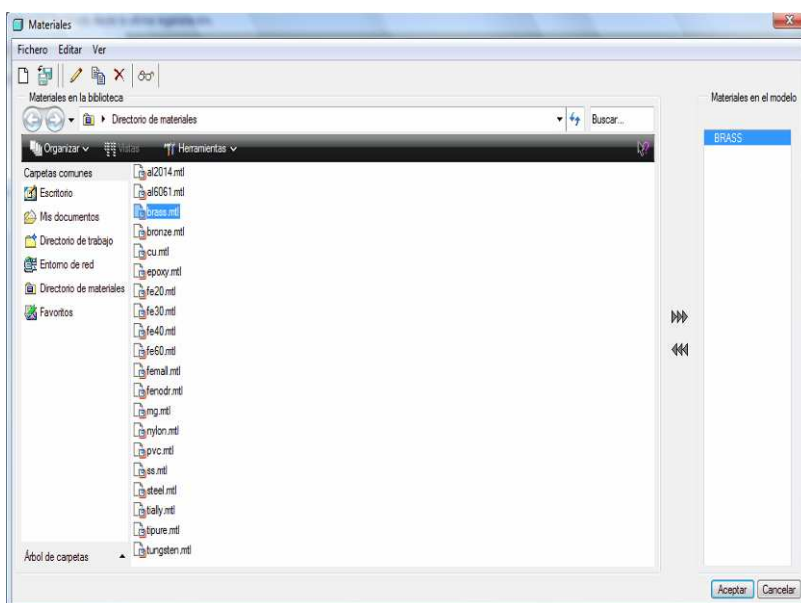 Materiales
Fichero Editar Ver
Materiales en la biblioteca
Materiales en el modelo
Directorio de materiales
Buscar...
BRASS
Organizar Vistas Herramientas
Carpetas comunes
Escritorio
Mis documentos
Directorio de trabajo
Entorno de red
Directorio de materiales
Favoritos
al2014.mtl
al6061.mtl
brass.mtl
bronze.mtl
cu.mtl
epoxy.mtl
fe20.mtl
fe30.mtl
fe40.mtl
fe60.mtl
femall.mtl
fenodr.mtl
mg.mtl
nylon.mtl
pvc.mtl
ss.mtl
steel.mtl
tially.mtl
tipure.mtl
tungsten.mtl
Árbol de carpetas
Aceptar Cancelar